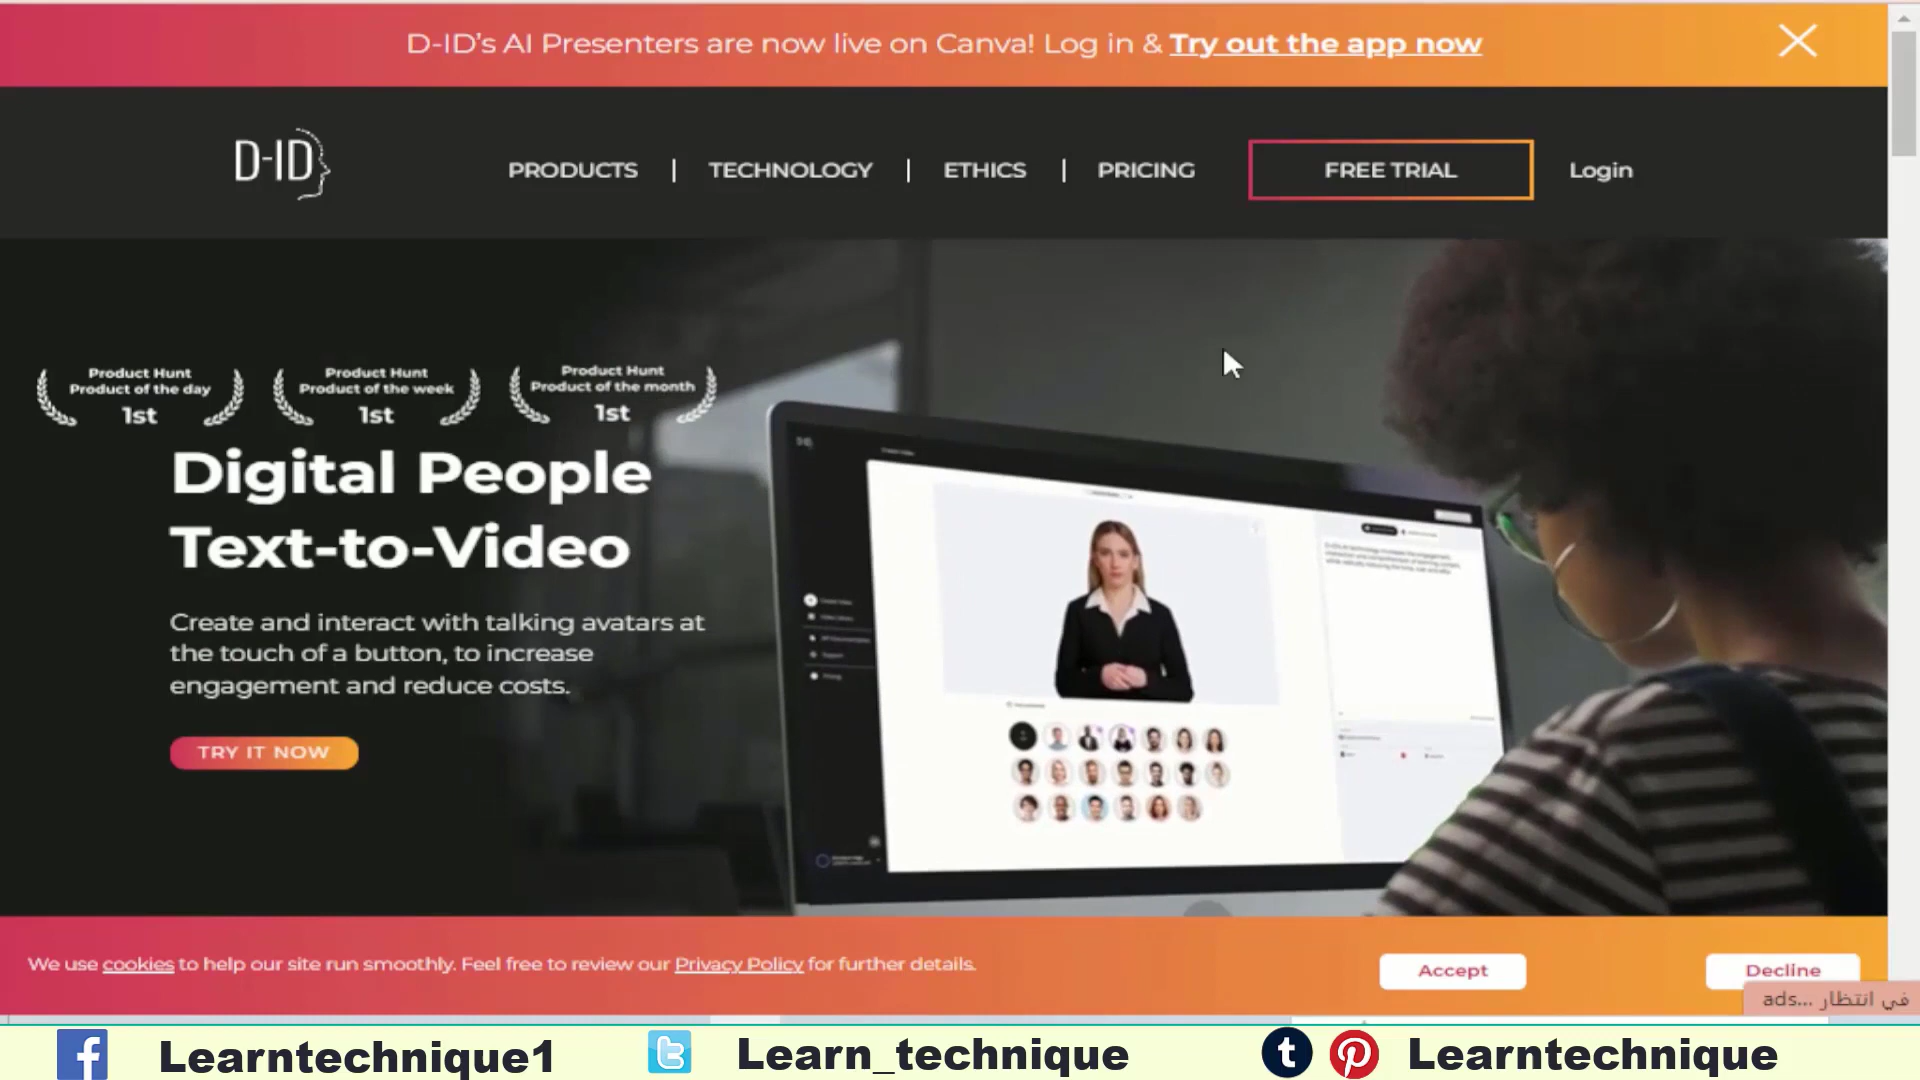 D-ID's AI Presenters are now live on Canva! Log in & Try out the app now
D-ID
PRODUCTS | TECHNOLOGY | ETHICS | PRICING
FREE TRIAL
Login
Product Hunt
Product of the day
1st
Product Hunt
Product of the week
1st
Product Hunt
Product of the month
1st
Digital People
Text-to-Video
Create and interact with talking avatars at
the touch of a button, to increase
engagement and reduce costs.
TRY IT NOW
We use cookies to help our site run smoothly. Feel free to review our Privacy Policy for further details.
Accept
Decline
في انتظار ...ads
Learntechnique1
Learn_technique
Learntechnique